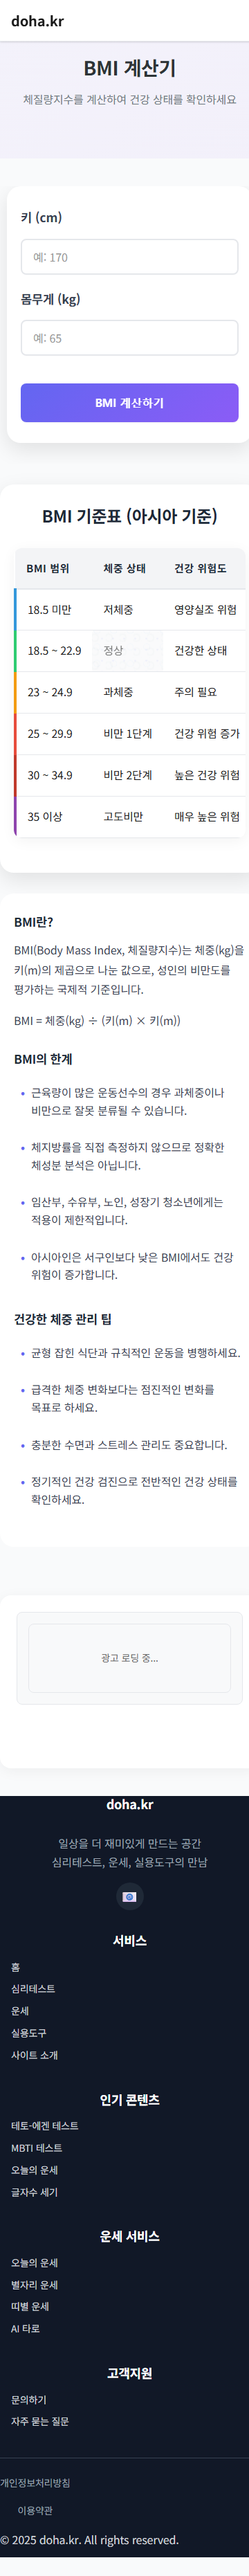 doha.kr
BMI 계산기
체질량지수를 계산하여 건강 상태를 확인하세요
키 (cm)
예: 170
몸무게 (kg)
예: 65
BMI 계산하기
BMI 기준표 (아시아 기준)
BMI 범위 체중 상태 건강 위험도
18.5 미만 저체중 영양실조 위험
18.5 ~ 22.9 정상 건강한 상태
23 ~ 24.9 과체중 주의 필요
25 ~ 29.9 비만 1단계 건강 위험 증가
30 ~ 34.9 비만 2단계 높은 건강 위험
35 이상 고도비만 매우 높은 위험
BMI란?
BMI(Body Mass Index, 체질량지수)는 체중(kg)을
키(m)의 제곱으로 나눈 값으로, 성인의 비만도를
평가하는 국제적 기준입니다.
BMI = 체중(kg) ÷ (키(m) × 키(m))
BMI의 한계
• 근육량이 많은 운동선수의 경우 과체중이나
비만으로 잘못 분류될 수 있습니다.
• 체지방률을 직접 측정하지 않으므로 정확한
체성분 분석은 아닙니다.
• 임산부, 수유부, 노인, 성장기 청소년에게는
적용이 제한적입니다.
• 아시아인은 서구인보다 낮은 BMI에서도 건강
위험이 증가합니다.
건강한 체중 관리 팁
• 균형 잡힌 식단과 규칙적인 운동을 병행하세요.
• 급격한 체중 변화보다는 점진적인 변화를
목표로 하세요.
• 충분한 수면과 스트레스 관리도 중요합니다.
• 정기적인 건강 검진으로 전반적인 건강 상태를
확인하세요.
광고 로딩 중...
doha.kr
일상을 더 재미있게 만드는 공간
심리테스트, 운세, 실용도구의 만남
서비스
홈
심리테스트
운세
실용도구
사이트 소개
인기 콘텐츠
테토-에겐 테스트
MBTI 테스트
오늘의 운세
글자수 세기
운세 서비스
오늘의 운세
별자리 운세
띠별 운세
AI 타로
고객지원
문의하기
자주 묻는 질문
개인정보처리방침
이용약관
© 2025 doha.kr. All rights reserved.